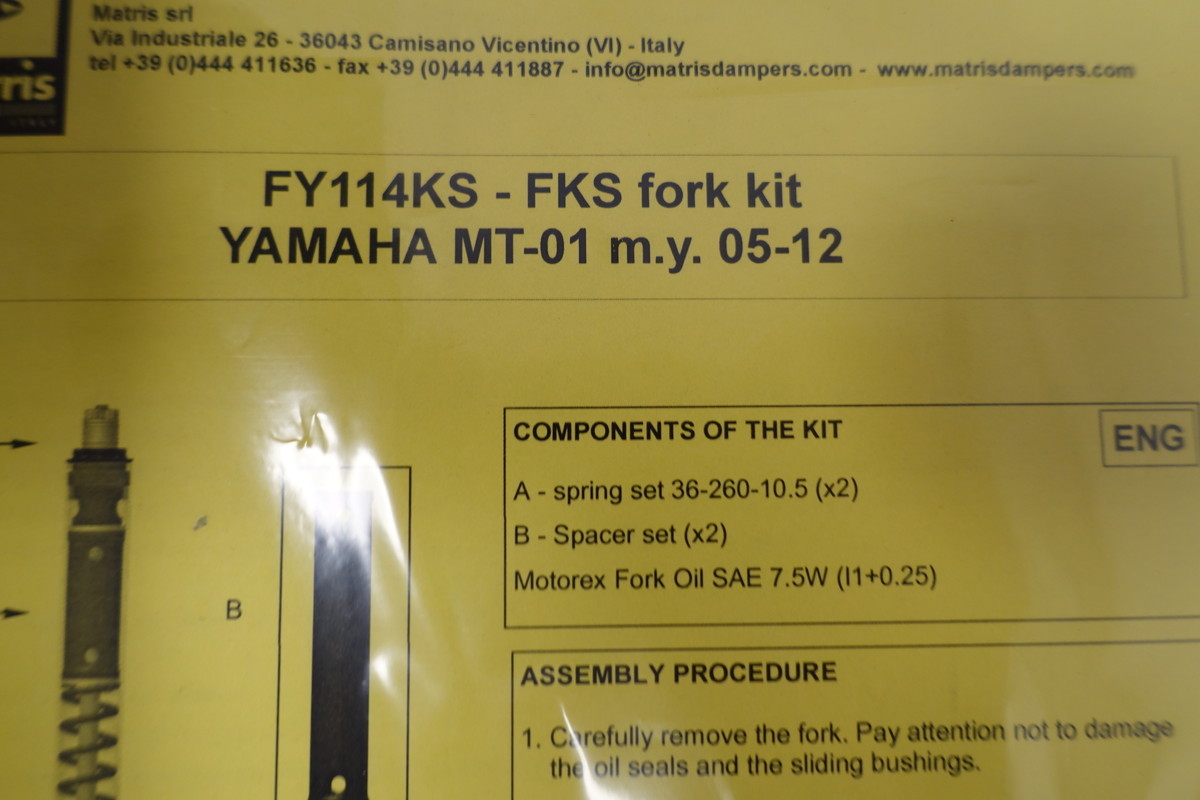 Matris srl
Via Industriale 26 - 36043 Camisano Vicentino (VI) - Italy
tel +39 (0)444 411636 - fax +39 (0)444 411887 - info@matrisdampers.com - www.matrisdampers.com
ris
ITALY
FY114KS - FKS fork kit
YAMAHA MT-01 m.y. 05-12
COMPONENTS OF THE KIT
ENG
A - spring set 36-260-10.5 (x2)
B - Spacer set (x2)
Motorex Fork Oil SAE 7.5W (l1+0.25)
B
ASSEMBLY PROCEDURE
1. Carefully remove the fork. Pay attention not to damage
the oil seals and the sliding bushings.